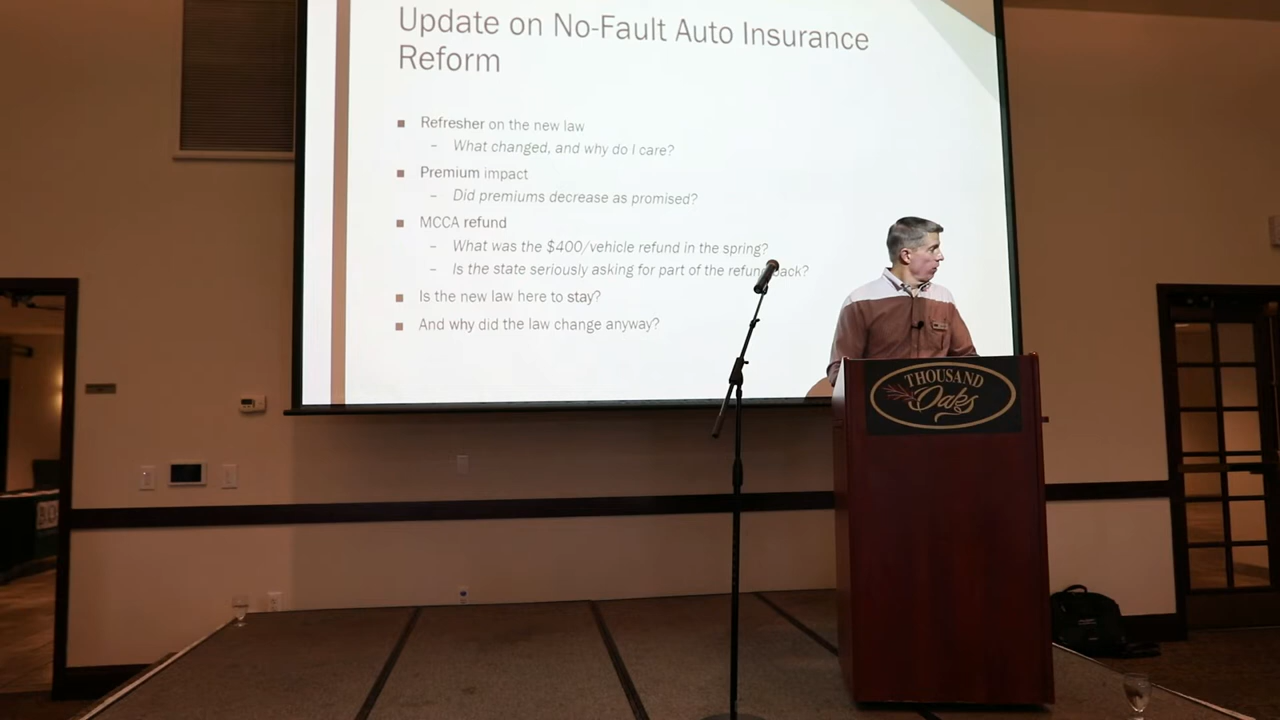 Update on No-Fault Auto Insurance
Reform
Refresher on the new law
– What changed, and why do I care?
Premium impact
– Did premiums decrease as promised?
MCCA refund
– What was the $400/vehicle refund in the spring?
– Is the state seriously asking for part of the refund back?
Is the new law here to stay?
And why did the law change anyway?
THOUSAND
Oaks